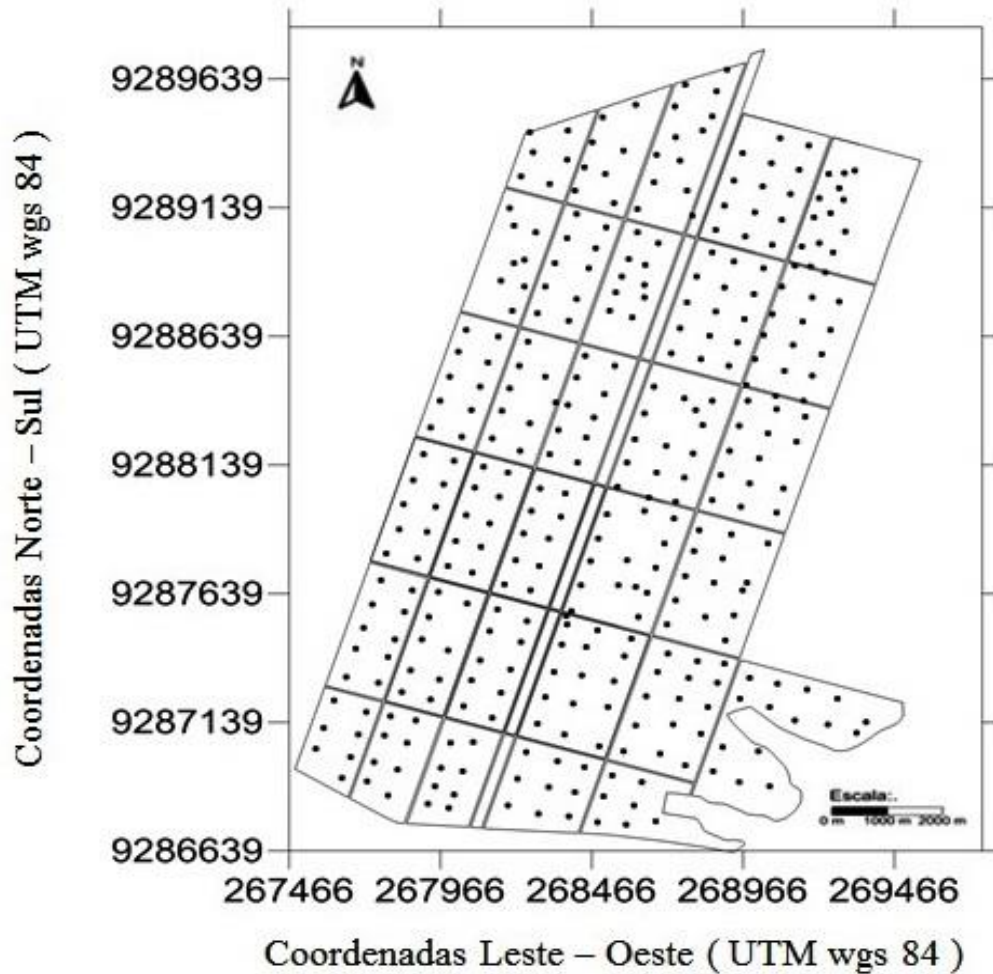 N
9289639
9289139
9288639
9288139
9287639
9287139
9286639
Coordenadas Norte – Sul ( UTM wgs 84 )
Escala:.
0 m 1000 m 2000 m
267466 267966 268466 268966 269466
Coordenadas Leste – Oeste ( UTM wgs 84 )